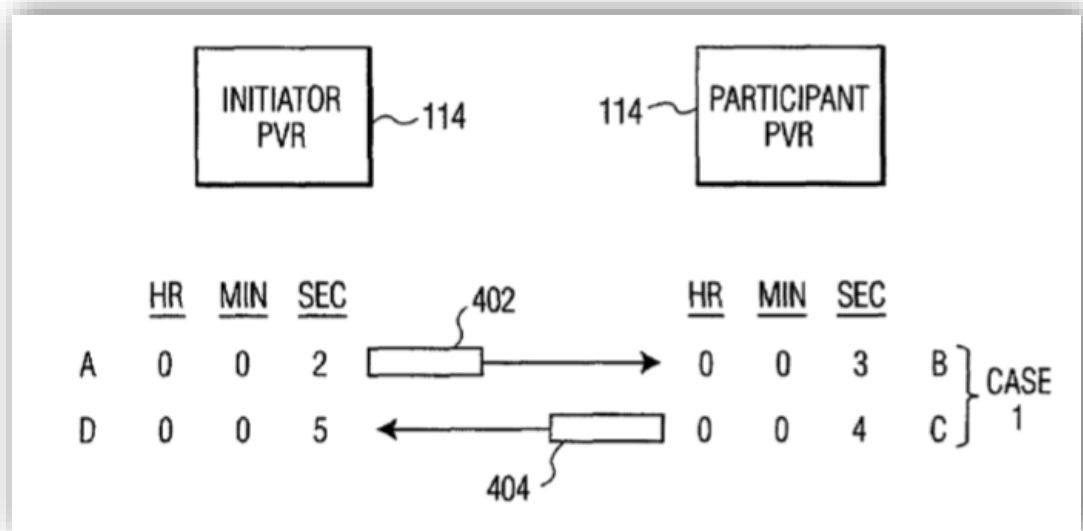 INITIATOR
PVR
114
114
PARTICIPANT
PVR
HR MIN SEC
402
HR MIN SEC
A 0 0 2
0 0 3 B
D 0 0 5
0 0 4 C
CASE
1
404